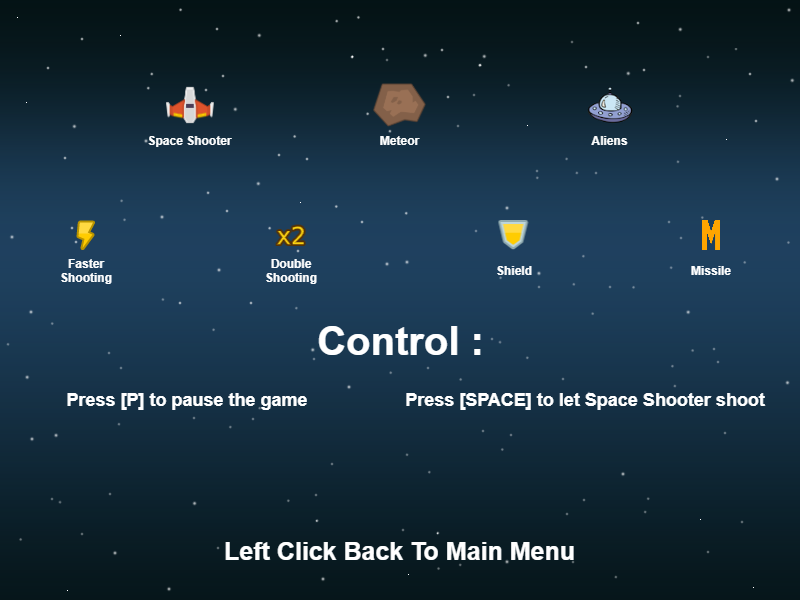 Space Shooter
Meteor
Aliens
x2
M
Faster
Shooting
Double
Shooting
Shield
Missile
Control :
Press [P] to pause the game
Press [SPACE] to let Space Shooter shoot
Left Click Back To Main Menu